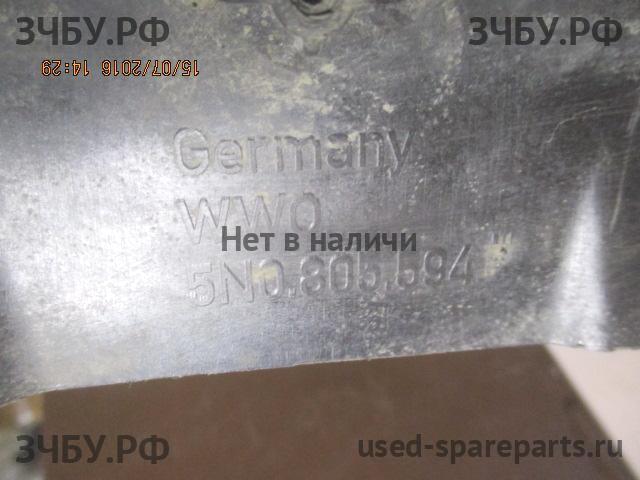 ЗЧБУ.РФ ЗЧБУ.РФ
15/07/2016 14:29
Germany
WWO
Нет в наличи
5N0.805.594
ЗЧБУ.РФ used-spareparts.ru